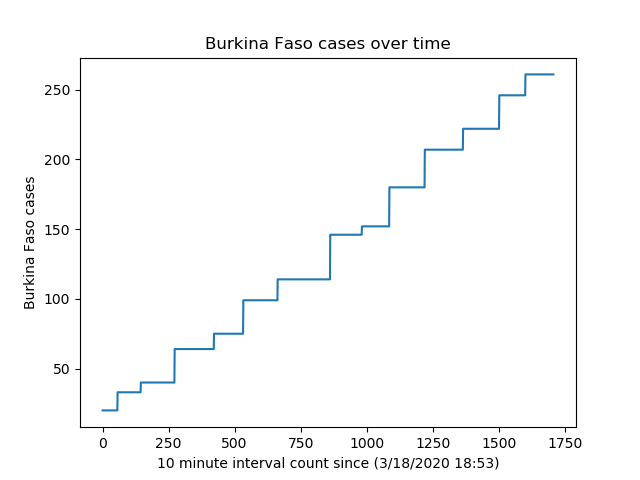 Burkina Faso cases over time
250
200
150
100
50
Burkina Faso cases
0 250 500 750 1000 1250 1500 1750
10 minute interval count since (3/18/2020 18:53)